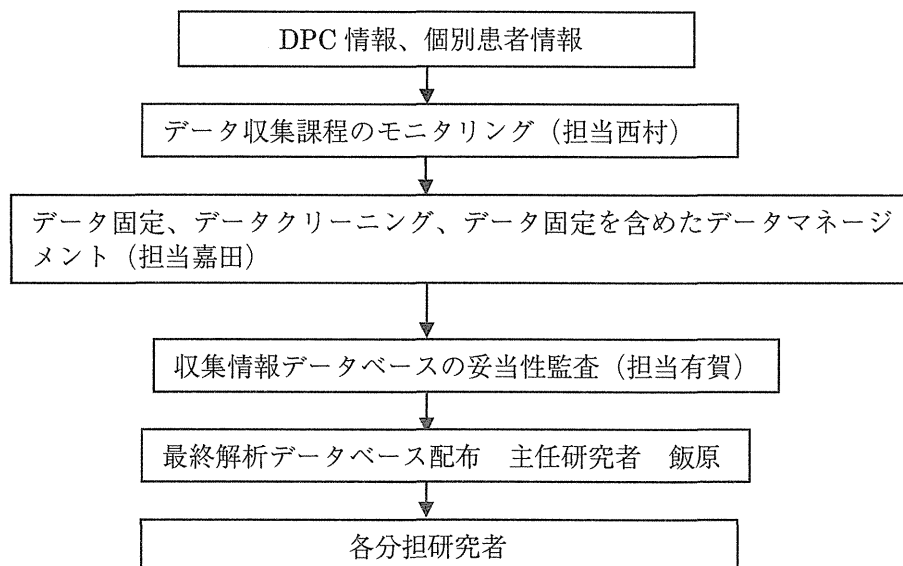 DPC 情報、個別患者情報
データ収集課程のモニタリング（担当西村）
データ固定、データクリーニング、データ固定を含めたデータマネージ
メント（担当嘉田）
収集情報データベースの妥当性監査（担当有賀）
最終解析データベース配布　主任研究者　飯原
各分担研究者